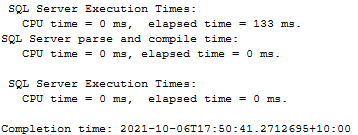 SQL Server Execution Times:
CPU time = 0 ms,  elapsed time = 133 ms.
SQL Server parse and compile time:
CPU time = 0 ms, elapsed time = 0 ms.
SQL Server Execution Times:
CPU time = 0 ms,  elapsed time = 0 ms.
Completion time: 2021-10-06T17:50:41.2712695+10:00